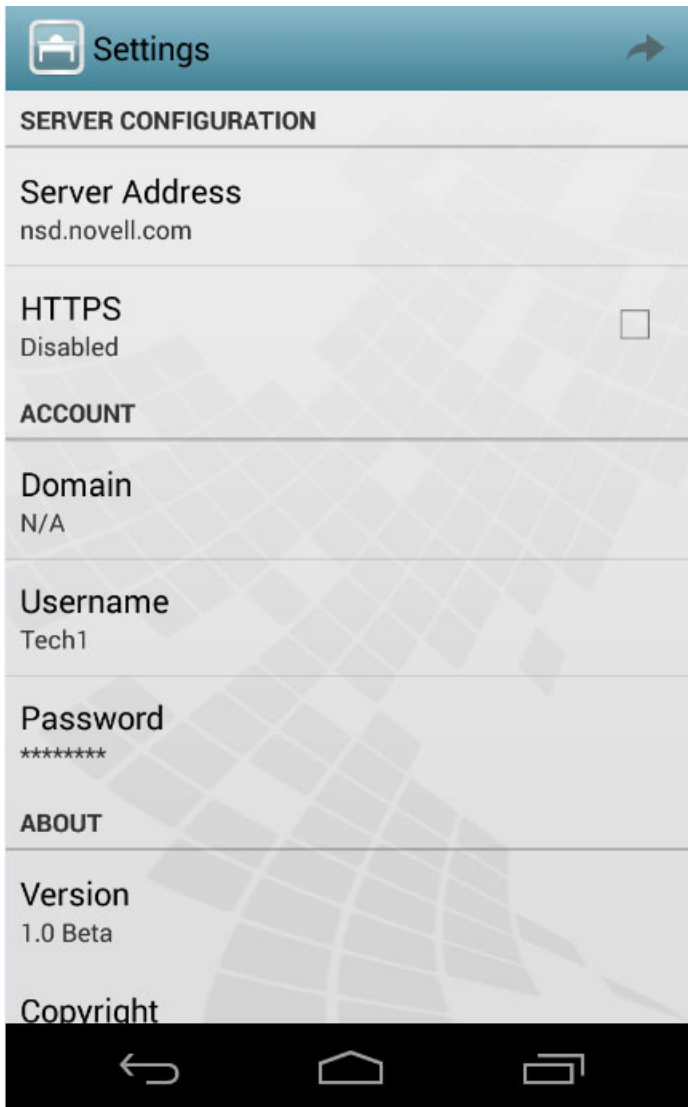 Settings
SERVER CONFIGURATION
Server Address
nsd.novell.com
HTTPS
Disabled
ACCOUNT
Domain
N/A
Username
Tech1
Password
********
ABOUT
Version
1.0 Beta
Copyright